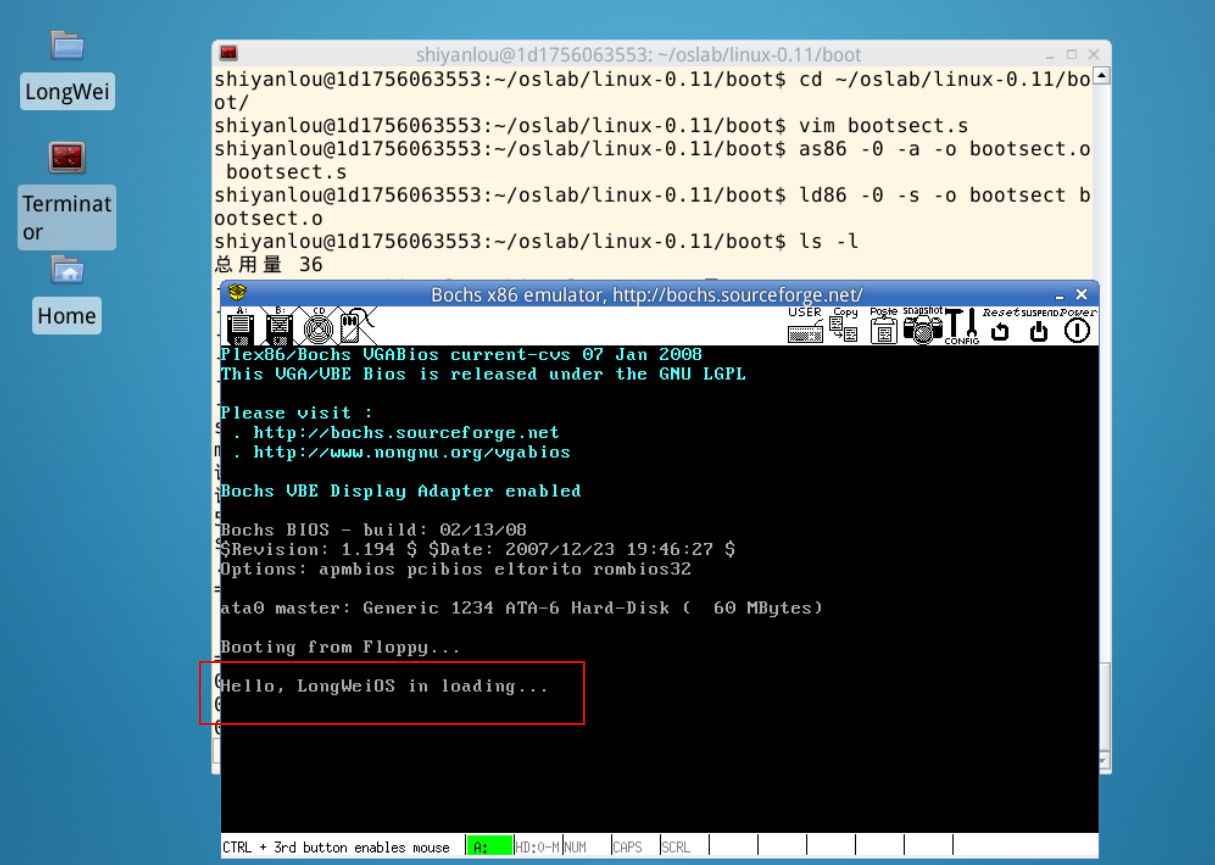 LongWei
Terminat
or
Home
shiyanlou@1d1756063553: ~/oslab/linux-0.11/boot
shiyanlou@1d1756063553:~/oslab/linux-0.11/boot$ cd ~/oslab/linux-0.11/bo
ot/
shiyanlou@1d1756063553:~/oslab/linux-0.11/boot$ vim bootsect.s
shiyanlou@1d1756063553:~/oslab/linux-0.11/boot$ as86 -0 -a -o bootsect.o
bootsect.s
shiyanlou@1d1756063553:~/oslab/linux-0.11/boot$ ld86 -0 -s -o bootsect b
ootsect.o
shiyanlou@1d1756063553:~/oslab/linux-0.11/boot$ ls -l
总用量 36
Bochs x86 emulator, http://bochs.sourceforge.net/
A: B: CD USER Copy Paste snapshot CONFIG Reset SUSPEND Power
Plex86/Bochs VGABios current-cvs 07 Jan 2008
This VGA/VBE Bios is released under the GNU LGPL
Please visit :
. http://bochs.sourceforge.net
. http://www.nongnu.org/vgabios
Bochs VBE Display Adapter enabled
Bochs BIOS - build: 02/13/08
$Revision: 1.194 $ $Date: 2007/12/23 19:46:27 $
Options: apmbios pcibios eltorito rombios32
ata0 master: Generic 1234 ATA-6 Hard-Disk (  60 MBytes)
Booting from Floppy...
Hello, LongWeiOS in loading...
CTRL + 3rd button enables mouse A: HD:0-M NUM CAPS SCRL